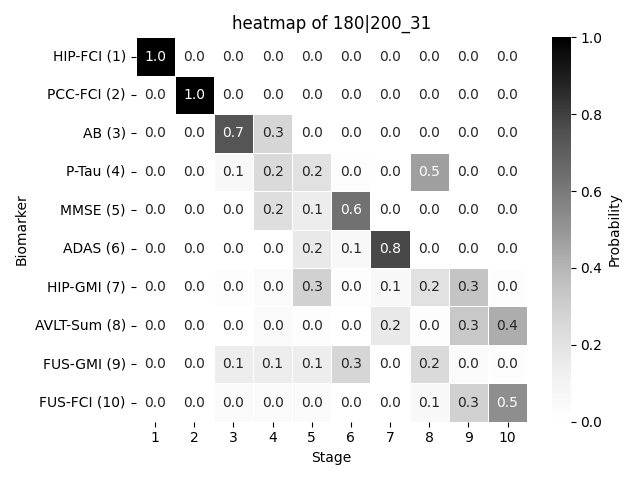 heatmap of 180|200_31
HIP-FCI (1) 1.0 0.0 0.0 0.0 0.0 0.0 0.0 0.0 0.0 0.0
PCC-FCI (2) 0.0 1.0 0.0 0.0 0.0 0.0 0.0 0.0 0.0 0.0
AB (3) 0.0 0.0 0.7 0.3 0.0 0.0 0.0 0.0 0.0 0.0
P-Tau (4) 0.0 0.0 0.1 0.2 0.2 0.0 0.0 0.5 0.0 0.0
MMSE (5) 0.0 0.0 0.0 0.2 0.1 0.6 0.0 0.0 0.0 0.0
ADAS (6) 0.0 0.0 0.0 0.0 0.2 0.1 0.8 0.0 0.0 0.0
HIP-GMI (7) 0.0 0.0 0.0 0.0 0.3 0.0 0.1 0.2 0.3 0.0
AVLT-Sum (8) 0.0 0.0 0.0 0.0 0.0 0.0 0.2 0.0 0.3 0.4
FUS-GMI (9) 0.0 0.0 0.1 0.1 0.1 0.3 0.0 0.2 0.0 0.0
FUS-FCI (10) 0.0 0.0 0.0 0.0 0.0 0.0 0.0 0.1 0.3 0.5
1 2 3 4 5 6 7 8 9 10
Stage
Biomarker
1.0
0.8
0.6
0.4
0.2
0.0
Probability